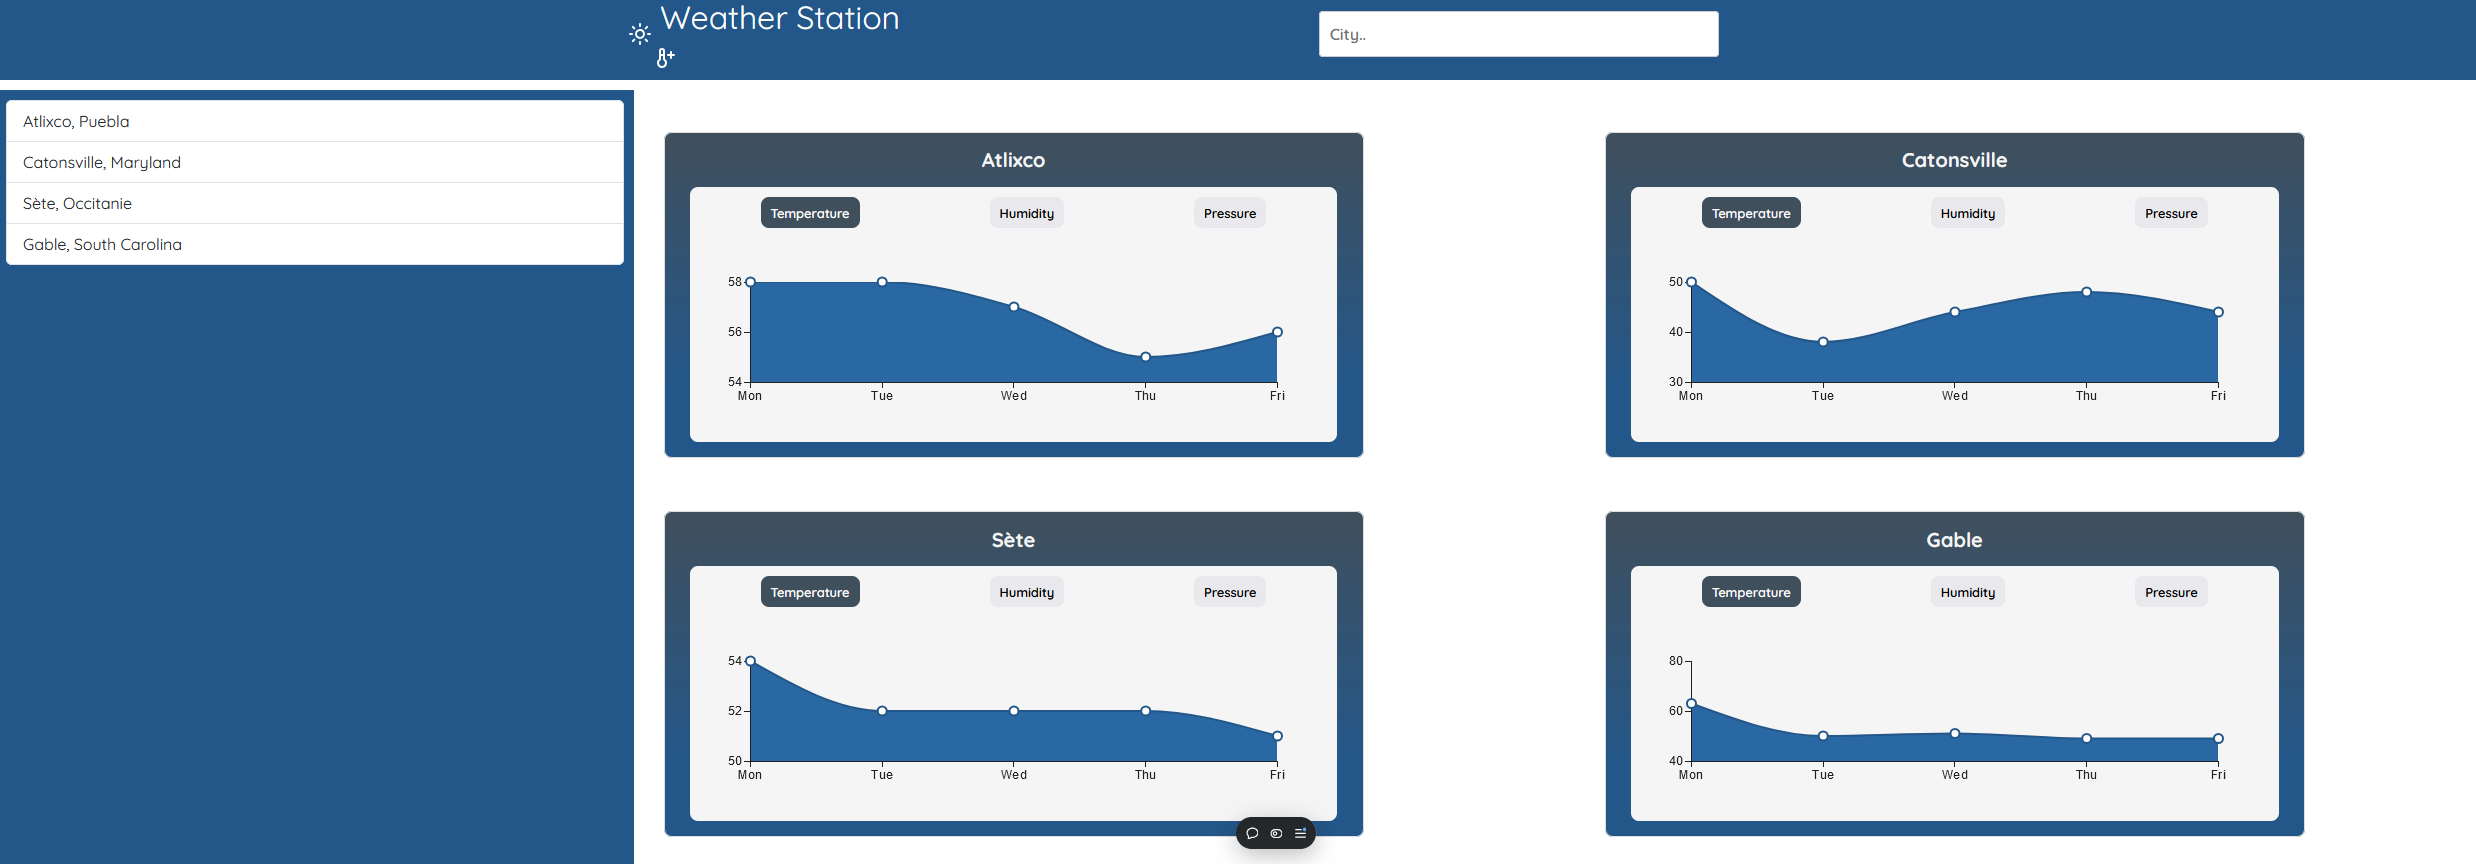 Weather Station
City..
Atlixco, Puebla
Catonsville, Maryland
Sète, Occitanie
Gable, South Carolina
Atlixco
Temperature Humidity Pressure
58
56
54
Mon Tue Wed Thu Fri
Catonsville
Temperature Humidity Pressure
50
40
30
Mon Tue Wed Thu Fri
Sète
Temperature Humidity Pressure
54
52
50
Mon Tue Wed Thu Fri
Gable
Temperature Humidity Pressure
80
60
40
Mon Tue Wed Thu Fri